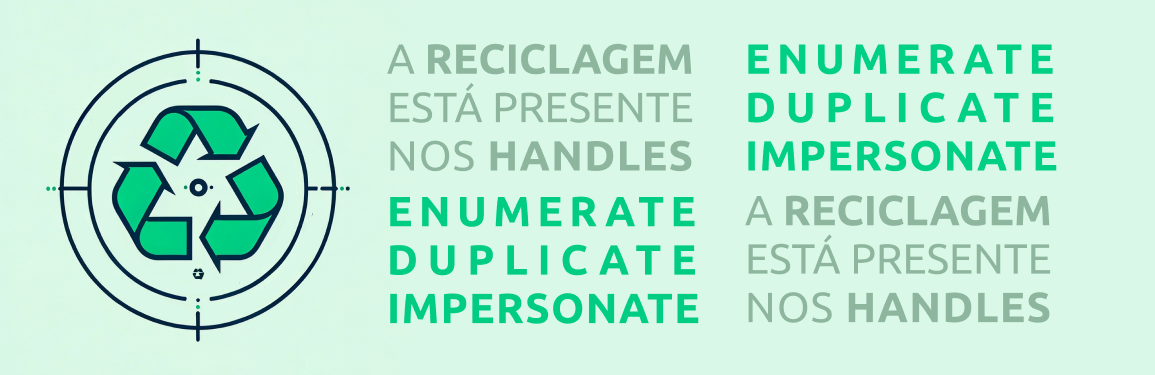 A RECICLAGEM
ESTÁ PRESENTE
NOS HANDLES
ENUMERATE
DUPLICATE
IMPERSONATE
ENUMERATE
DUPLICATE
IMPERSONATE
A RECICLAGEM
ESTÁ PRESENTE
NOS HANDLES